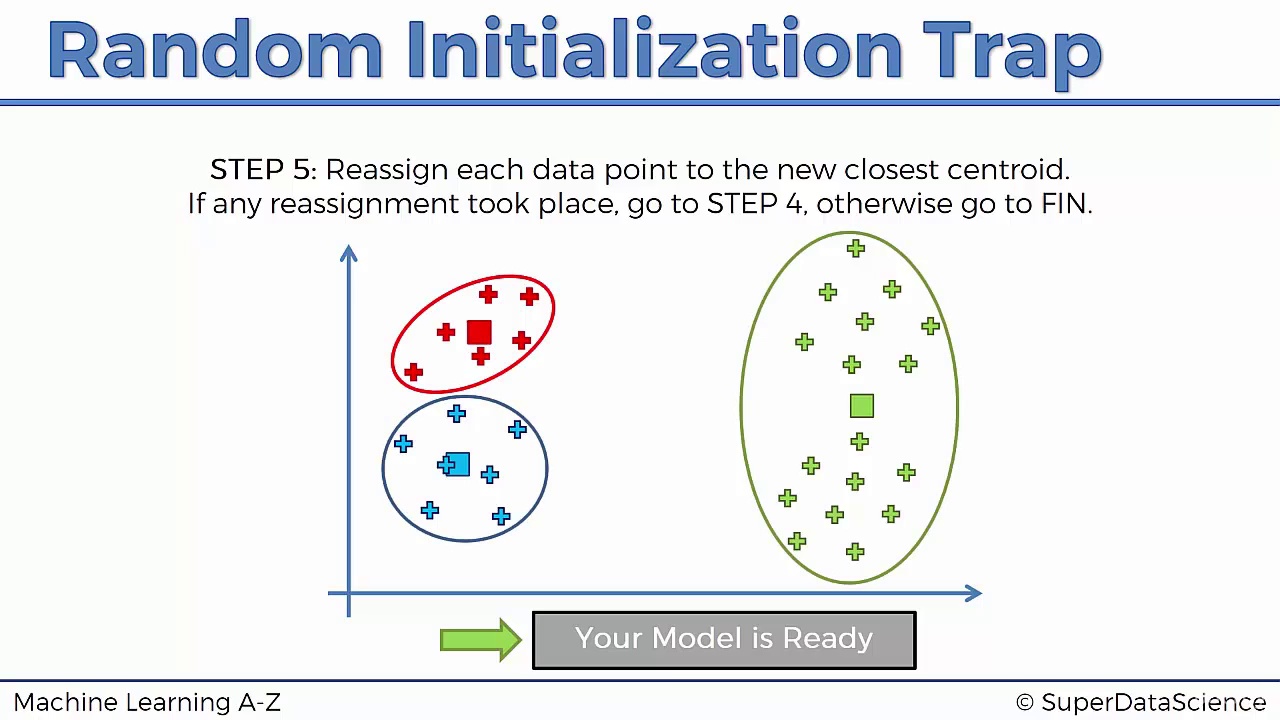 Random Initialization Trap
STEP 5: Reassign each data point to the new closest centroid.
If any reassignment took place, go to STEP 4, otherwise go to FIN.
Your Model is Ready
Machine Learning A-Z
© SuperDataScience